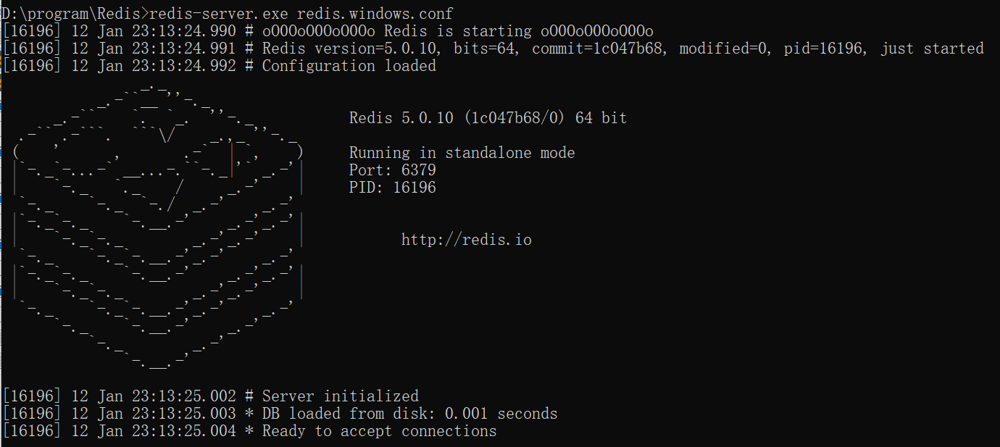 D:\program\Redis>redis-server.exe redis.windows.conf
[16196] 12 Jan 23:13:24.990 # oO00o000o000o Redis is starting oO00o000o000o
[16196] 12 Jan 23:13:24.991 # Redis version=5.0.10, bits=64, commit=1c047b68, modified=0, pid=16196, just started
[16196] 12 Jan 23:13:24.992 # Configuration loaded
Redis 5.0.10 (1c047b68/0) 64 bit
Running in standalone mode
Port: 6379
PID: 16196
http://redis.io
[16196] 12 Jan 23:13:25.002 # Server initialized
[16196] 12 Jan 23:13:25.003 * DB loaded from disk: 0.001 seconds
[16196] 12 Jan 23:13:25.004 * Ready to accept connections